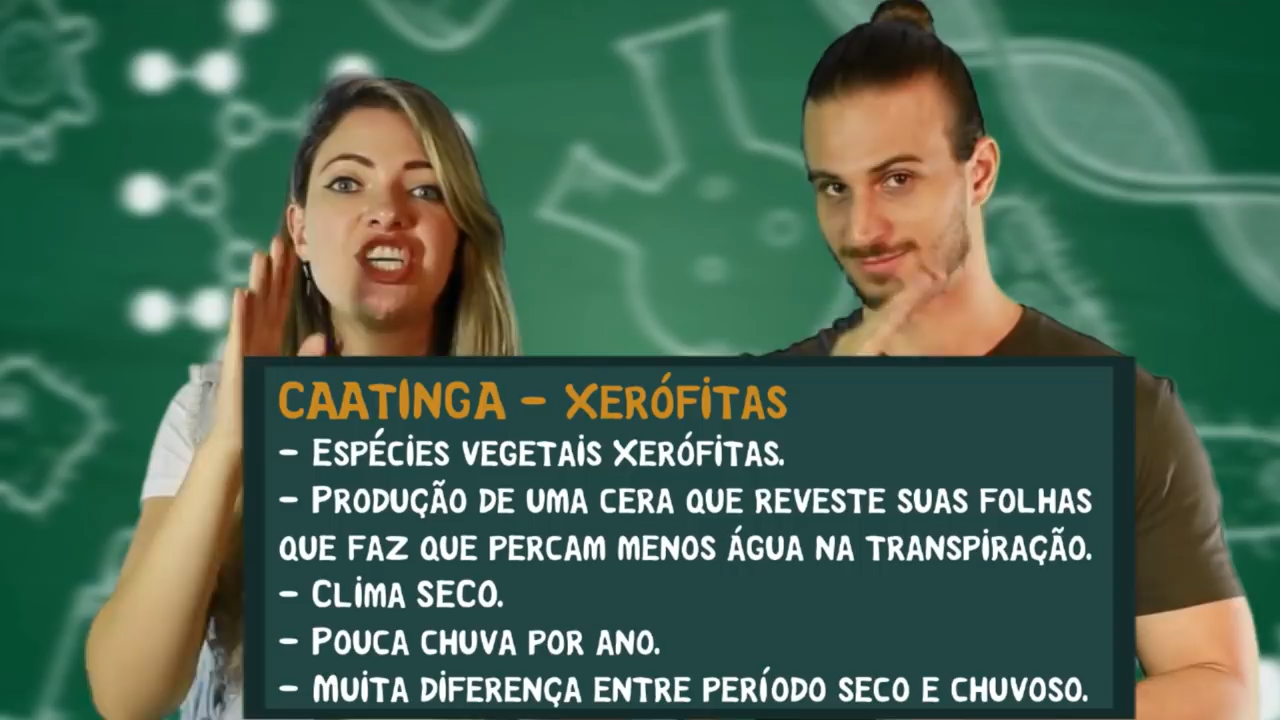 CAATINGA - XERÓFITAS
- ESPÉCIES VEGETAIS XERÓFITAS.
- PRODUÇÃO DE UMA CERA QUE REVESTE SUAS FOLHAS
QUE FAZ QUE PERCAM MENOS ÁGUA NA TRANSPIRAÇÃO.
- CLIMA SECO.
- POUCA CHUVA POR ANO.
- MUITA DIFERENÇA ENTRE PERÍODO SECO E CHUVOSO.